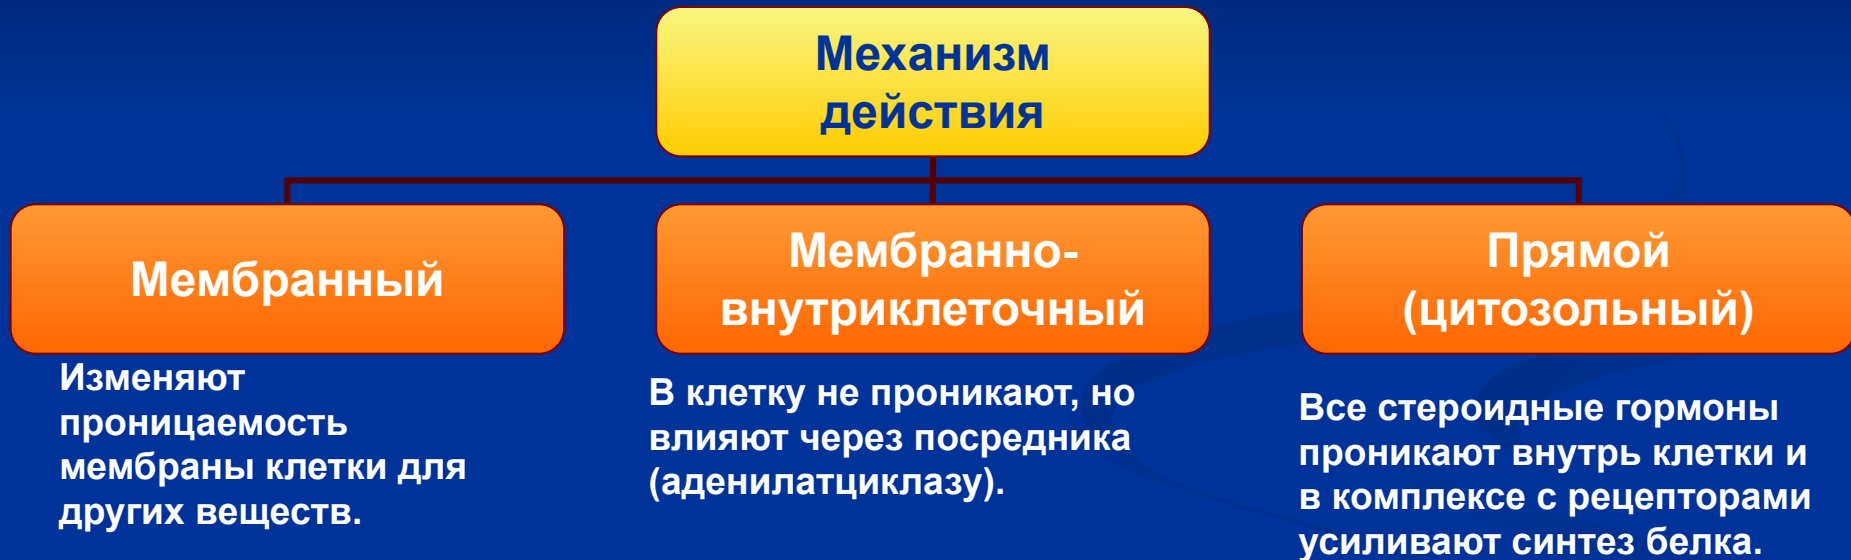 Механизм
действия
Мембранный
Мембранно-
внутриклеточный
Прямой
(цитозольный)
Изменяют
проницаемость
мембраны клетки для
других веществ.
В клетку не проникают, но
влияют через посредника
(аденилатциклазу).
Все стероидные гормоны
проникают внутрь клетки и
в комплексе с рецепторами
усиливают синтез белка.